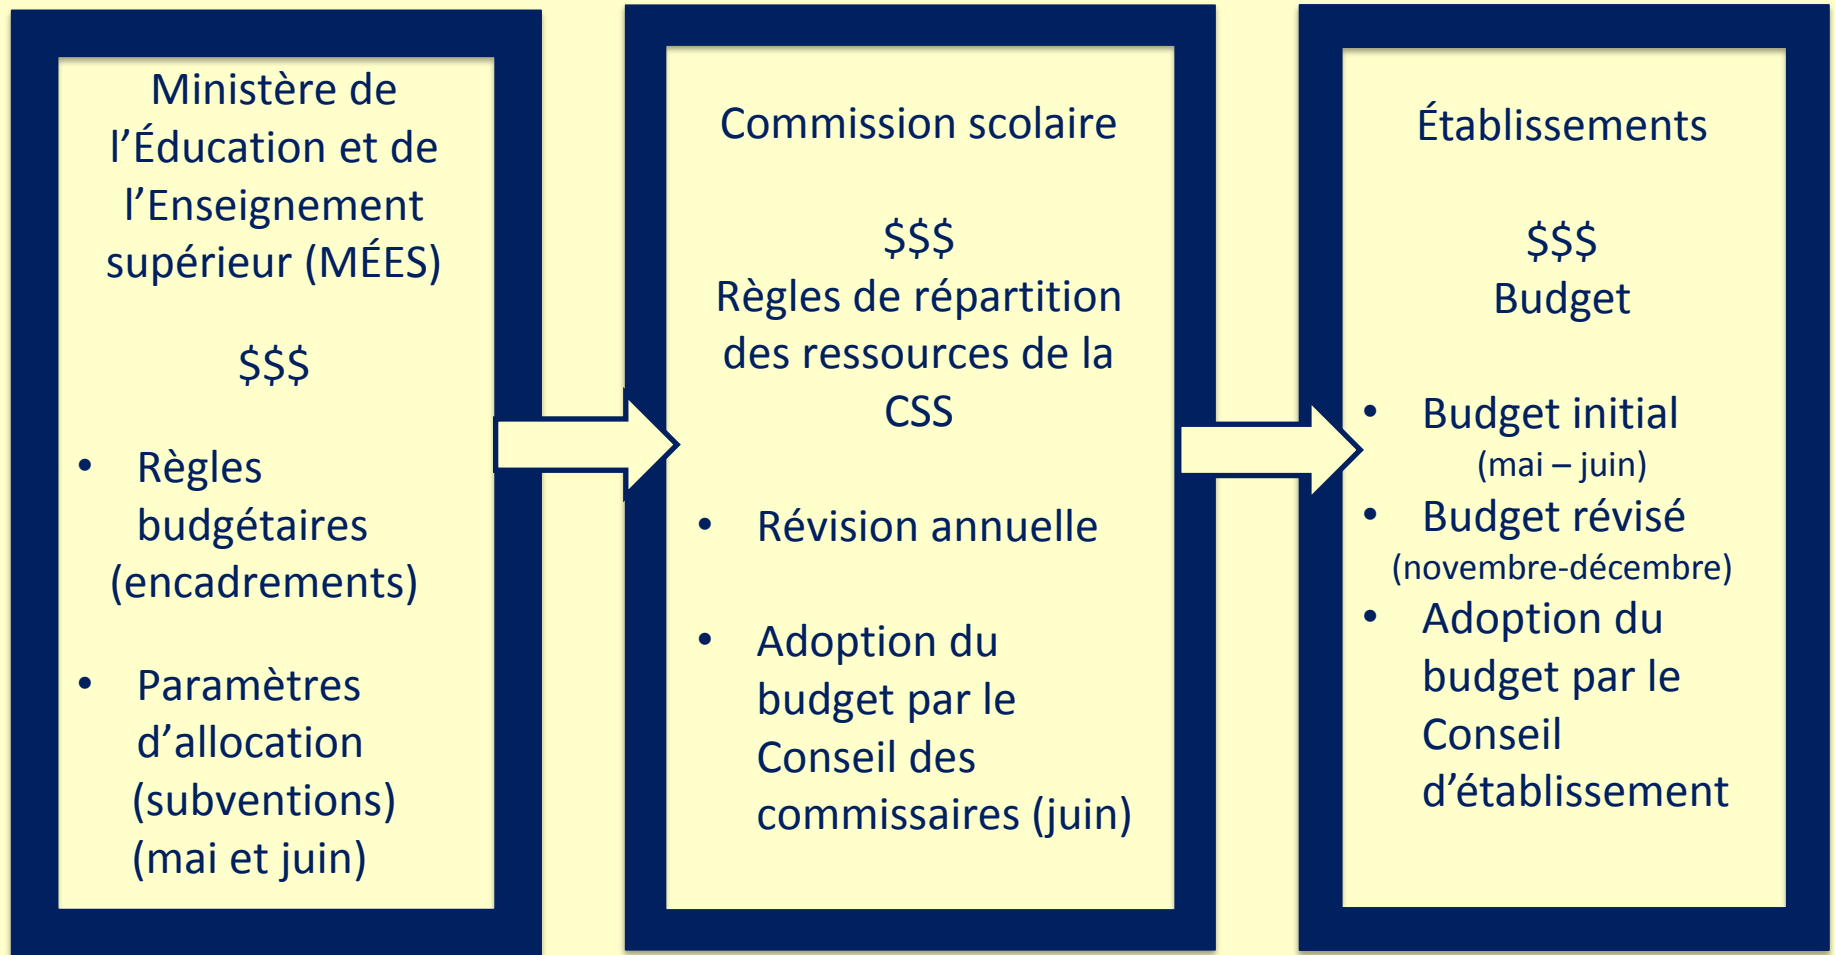 Ministère de
l’Éducation et de
l’Enseignement
supérieur (MÉES)
$$$
• Règles
budgétaires
(encadrements)
• Paramètres
d’allocation
(subventions)
(mai et juin)
Commission scolaire
$$$
Règles de répartition
des ressources de la
CSS
• Révision annuelle
• Adoption du
budget par le
Conseil des
commissaires (juin)
Établissements
$$$
Budget
• Budget initial
(mai – juin)
• Budget révisé
(novembre-décembre)
• Adoption du
budget par le
Conseil
d’établissement